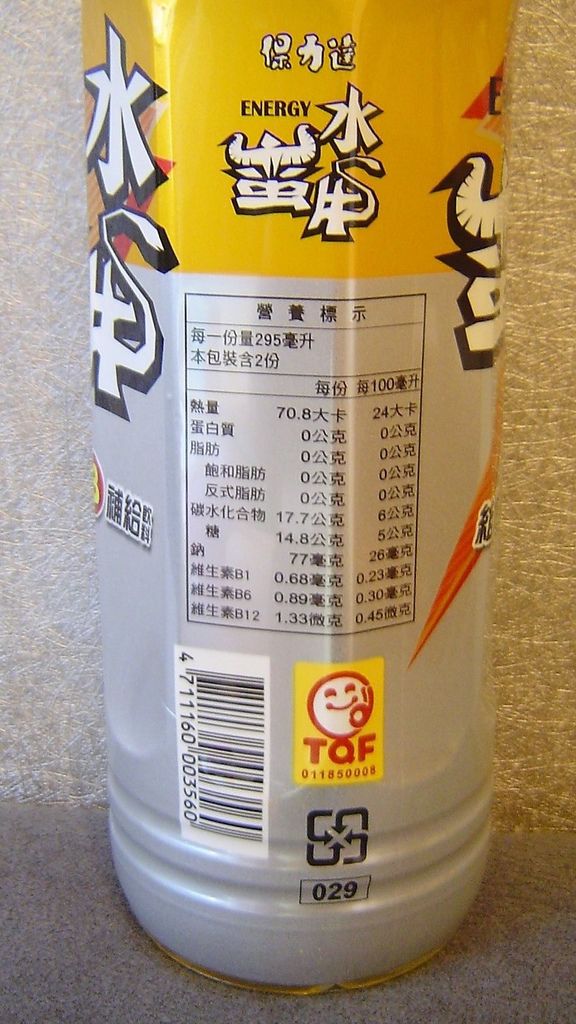 保力達
ENERGY
水牛
蠻牛
水牛
補給飲料
營養標示
每一份量295毫升
本包裝含2份
每份 每100毫升
熱量 70.8大卡 24大卡
蛋白質 0公克 0公克
脂肪 0公克 0公克
飽和脂肪 0公克 0公克
反式脂肪 0公克 0公克
碳水化合物 17.7公克 6公克
糖 14.8公克 5公克
鈉 77毫克 26毫克
維生素B1 0.68毫克 0.23毫克
維生素B6 0.89毫克 0.30毫克
維生素B12 1.33微克 0.45微克
4 711160 003560
TQF
011850008
029